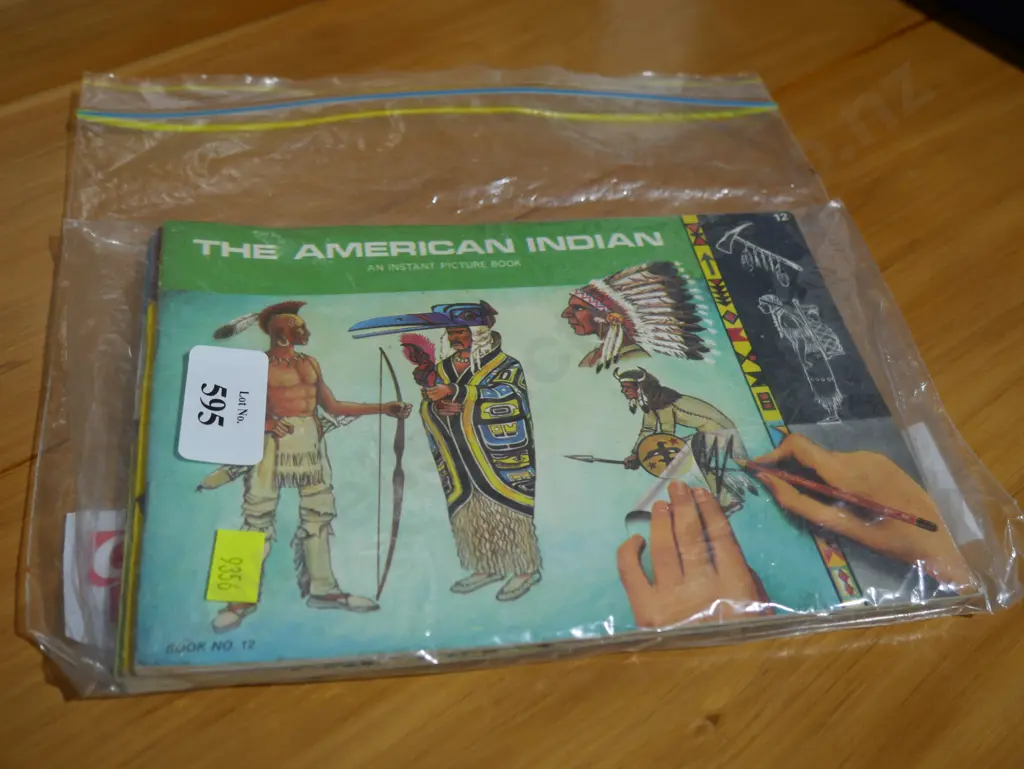 THE AMERICAN INDIAN
AN INSTANT PICTURE BOOK
12
Lot No.
595
9356
BOOK NO. 12